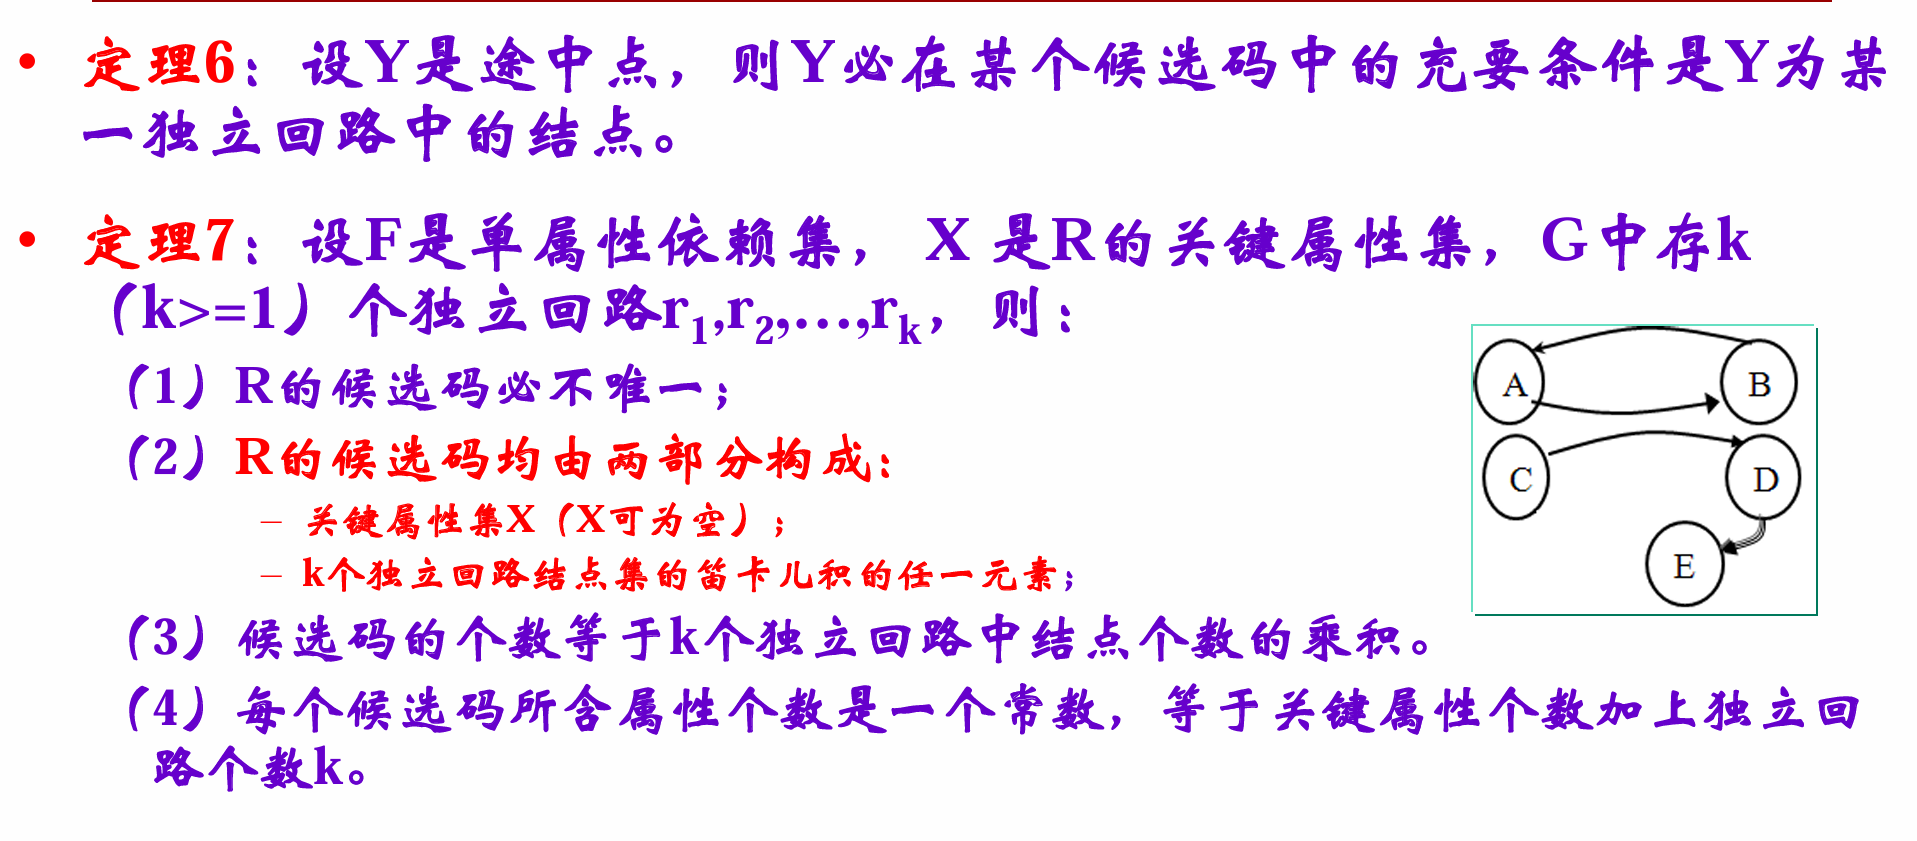 • 定理6：设Y是途中点，则Y必在某个候选码中的充要条件是Y为某
一独立回路中的结点。
• 定理7：设F是单属性依赖集， X 是R的关键属性集，G中存k
（k>=1）个独立回路r1,r2,…,rk，则：
（1）R的候选码必不唯一；
（2）R的候选码均由两部分构成：
– 关键属性集X（X可为空）；
– k个独立回路结点集的笛卡儿积的任一元素；
（3）候选码的个数等于k个独立回路中结点个数的乘积。
（4）每个候选码所含属性个数是一个常数，等于关键属性个数加上独立回
路个数k。
A B
C D
E